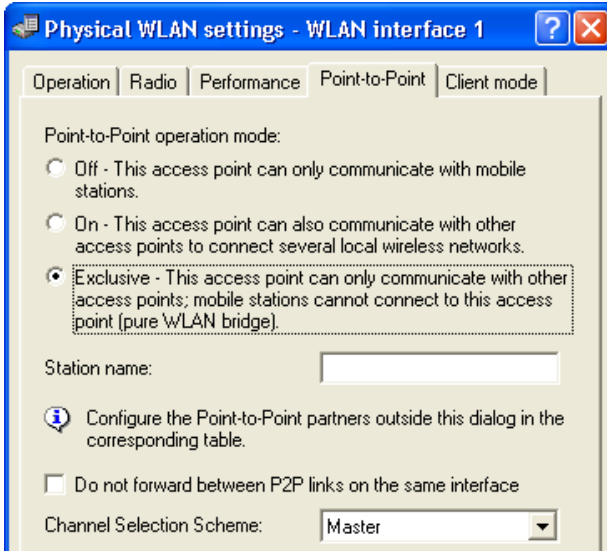 Physical WLAN settings - WLAN interface 1
Operation Radio Performance Point-to-Point Client mode
Point-to-Point operation mode:
Off - This access point can only communicate with mobile
stations.
On - This access point can also communicate with other
access points to connect several local wireless networks.
Exclusive - This access point can only communicate with other
access points; mobile stations cannot connect to this access
point (pure WLAN bridge).
Station name:
Configure the Point-to-Point partners outside this dialog in the
corresponding table.
Do not forward between P2P links on the same interface
Channel Selection Scheme: Master